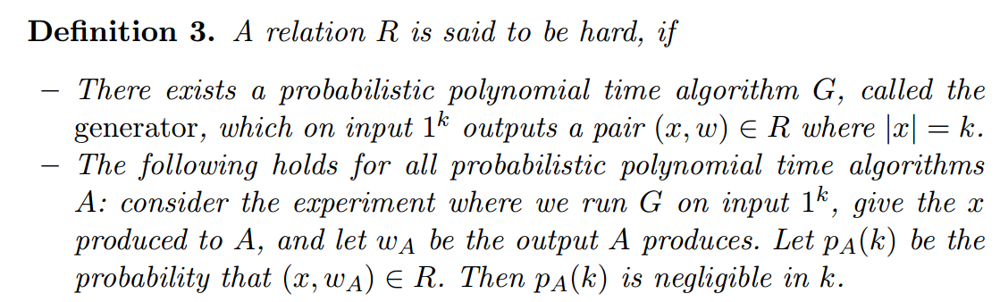 Definition 3. A relation R is said to be hard, if
– There exists a probabilistic polynomial time algorithm G, called the
generator, which on input 1^k outputs a pair (x, w) ∈ R where |x| = k.
– The following holds for all probabilistic polynomial time algorithms
A: consider the experiment where we run G on input 1^k, give the x
produced to A, and let w_A be the output A produces. Let p_A(k) be the
probability that (x, w_A) ∈ R. Then p_A(k) is negligible in k.